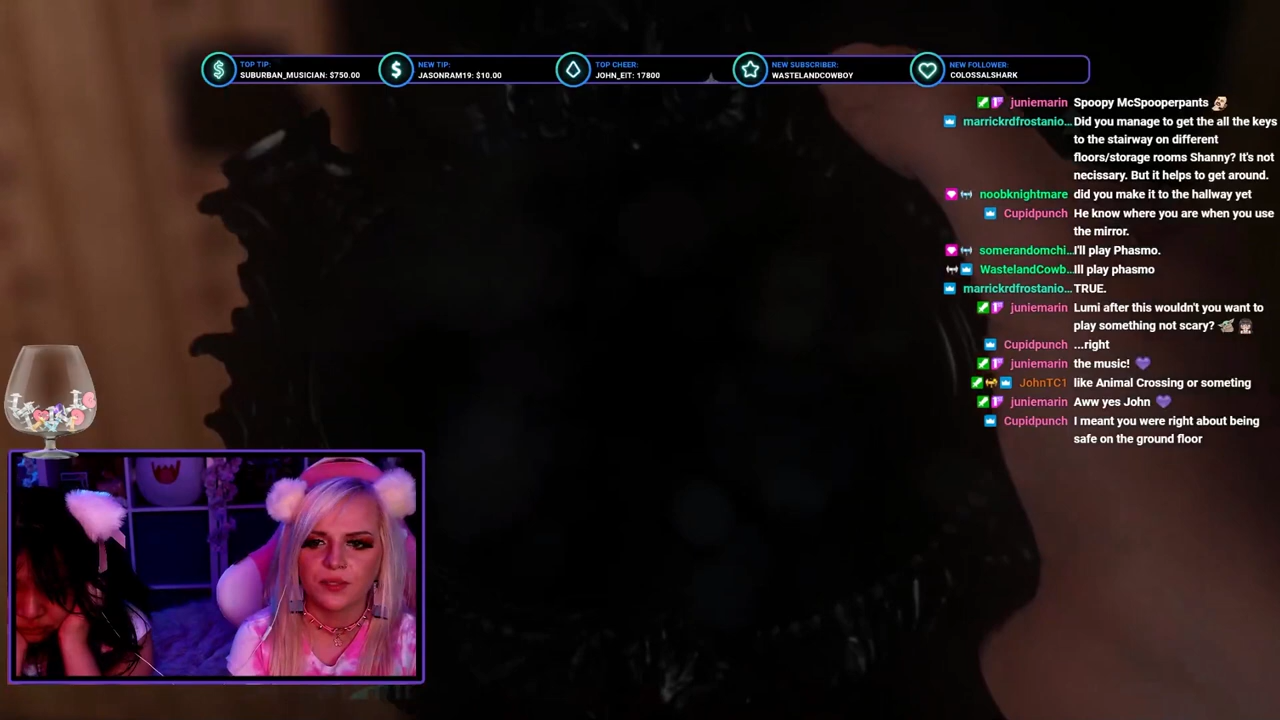 TOP TIP:
SUBURBAN_MUSICIAN: $750.00
NEW TIP:
JASONRAM19: $10.00
TOP CHEER:
JOHN_EIT: 17800
NEW SUBSCRIBER:
WASTELANDCOWBOY
NEW FOLLOWER:
COLOSSALSHARK
juniemarin Spoopy McSpooperpants
marrickrdfrostanio... Did you manage to get the all the keys
to the stairway on different
floors/storage rooms Shanny? It's not
necissary. But it helps to get around.
noobknightmare did you make it to the hallway yet
Cupidpunch He know where you are when you use
the mirror.
somerandomchi... I'll play Phasmo.
WastelandCowb... Ill play phasmo
marrickrdfrostanio... TRUE.
juniemarin Lumi after this wouldn't you want to
play something not scary?
Cupidpunch ...right
juniemarin the music!
JohnTC1 like Animal Crossing or someting
juniemarin Aww yes John
Cupidpunch I meant you were right about being
safe on the ground floor